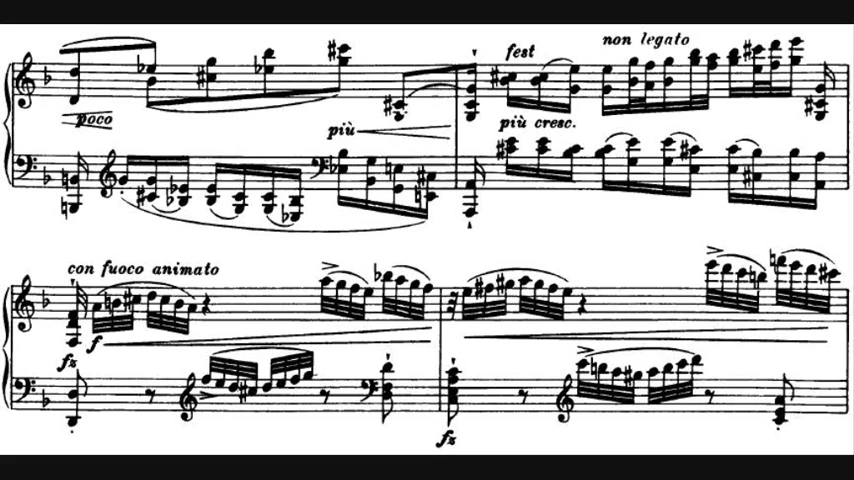 fest
non legato
poco
più
più cresc.
con fuoco animato
f
fz
fz